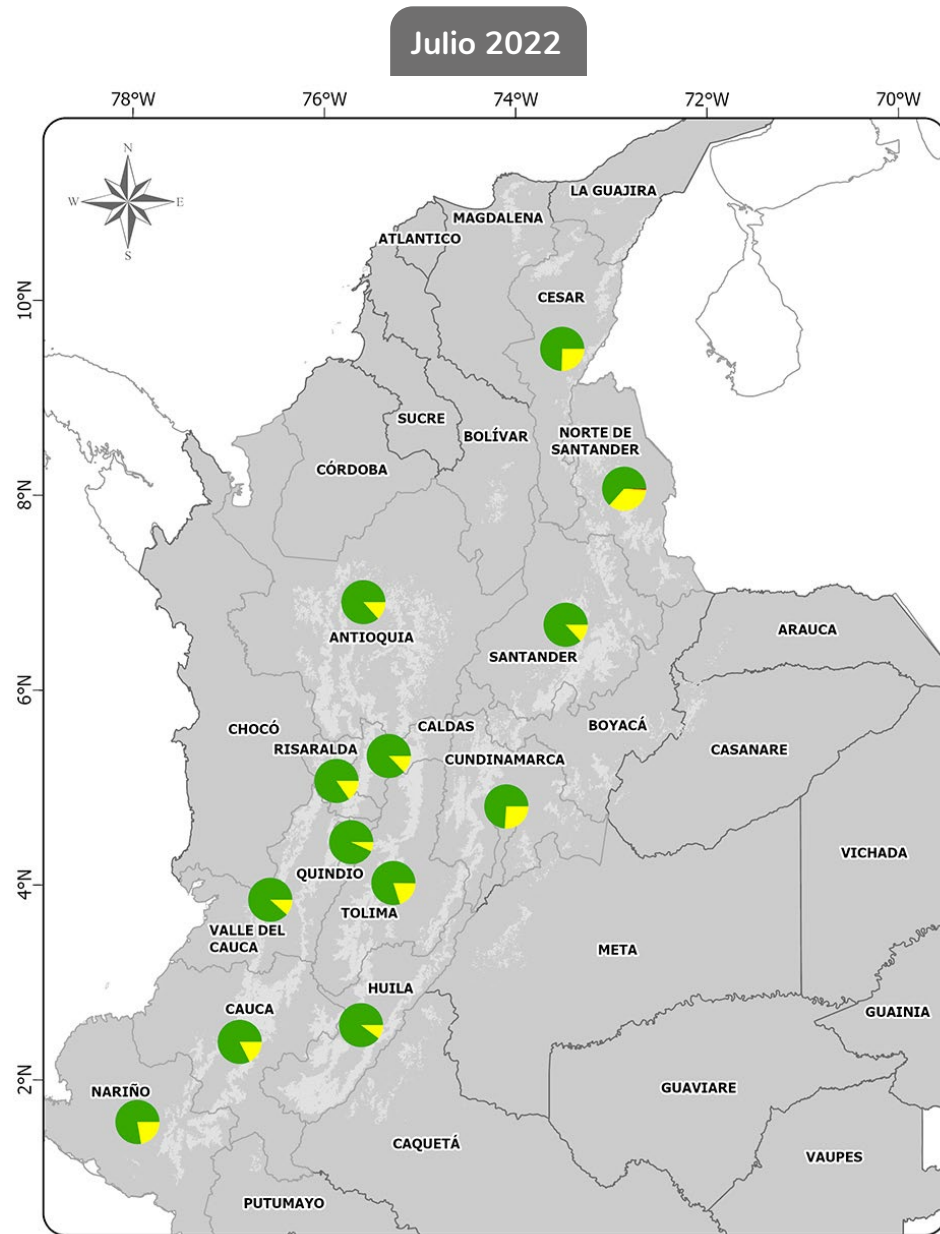 Julio 2022
78°W
76°W
74°W
72°W
70°W
N
W
E
S
10°N
8°N
6°N
4°N
2°N
LA GUAJIRA
MAGDALENA
ATLANTICO
CESAR
SUCRE
BOLÍVAR
NORTE DE
SANTANDER
CÓRDOBA
ANTIOQUIA
SANTANDER
ARAUCA
CHOCÓ
CALDAS
BOYACÁ
RISARALDA
CUNDINAMARCA
CASANARE
VICHADA
QUINDIO
TOLIMA
VALLE DEL
CAUCA
META
HUILA
CAUCA
GUAINIA
NARIÑO
GUAVIARE
CAQUETÁ
VAUPES
PUTUMAYO